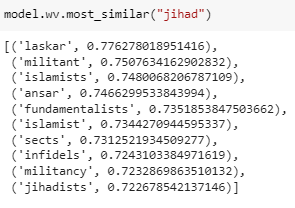 model.wv.most_similar("jihad")
[('laskar', 0.776278018951416),
('militant', 0.7507634162902832),
('islamists', 0.7480068206787109),
('ansar', 0.7466299533843994),
('fundamentalists', 0.7351853847503662),
('islamist', 0.7344270944595337),
('sects', 0.7312521934509277),
('infidels', 0.7243103384971619),
('militancy', 0.7232869863510132),
('jihadists', 0.722678542137146)]